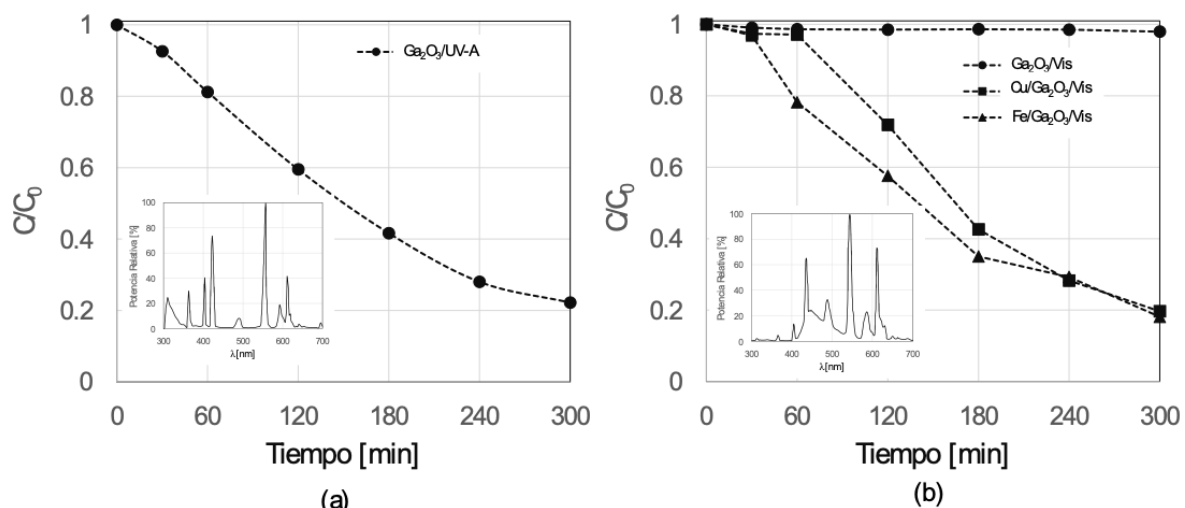 1
0.8
0.6
0.4
0.2
0
C/C₀
Ga₂O₃/UV-A
100
80
60
40
20
0
Potencia Relativa [%]
300 400 500 600 700
λ[nm]
0 60 120 180 240 300
Tiempo [min]
(a)
1
0.8
0.6
0.4
0.2
0
C/C₀
Ga₂O₃/Vis
Cu/Ga₂O₃/Vis
Fe/Ga₂O₃/Vis
100
80
60
40
20
0
Potencia Relativa [%]
300 400 500 600 700
λ[nm]
0 60 120 180 240 300
Tiempo [min]
(b)